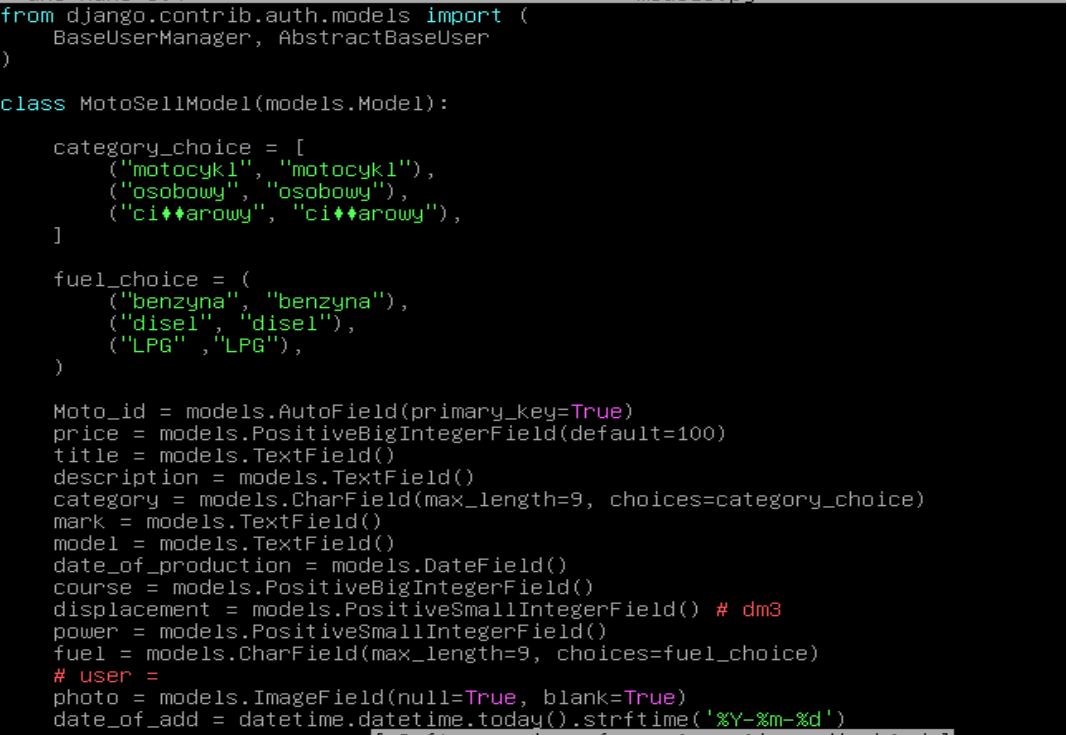 from django.contrib.auth.models import (
    BaseUserManager, AbstractBaseUser
)

class MotoSellModel(models.Model):

    category_choice = [
        ("motocykl", "motocykl"),
        ("osobowy", "osobowy"),
        ("ci♦♦arowy", "ci♦♦arowy"),
    ]

    fuel_choice = (
        ("benzyna", "benzyna"),
        ("disel", "disel"),
        ("LPG" ,"LPG"),
    )

    Moto_id = models.AutoField(primary_key=True)
    price = models.PositiveBigIntegerField(default=100)
    title = models.TextField()
    description = models.TextField()
    category = models.CharField(max_length=9, choices=category_choice)
    mark = models.TextField()
    model = models.TextField()
    date_of_production = models.DateField()
    course = models.PositiveBigIntegerField()
    displacement = models.PositiveSmallIntegerField() # dm3
    power = models.PositiveSmallIntegerField()
    fuel = models.CharField(max_length=9, choices=fuel_choice)
    # user =
    photo = models.ImageField(null=True, blank=True)
    date_of_add = datetime.datetime.today().strftime('%Y-%m-%d')